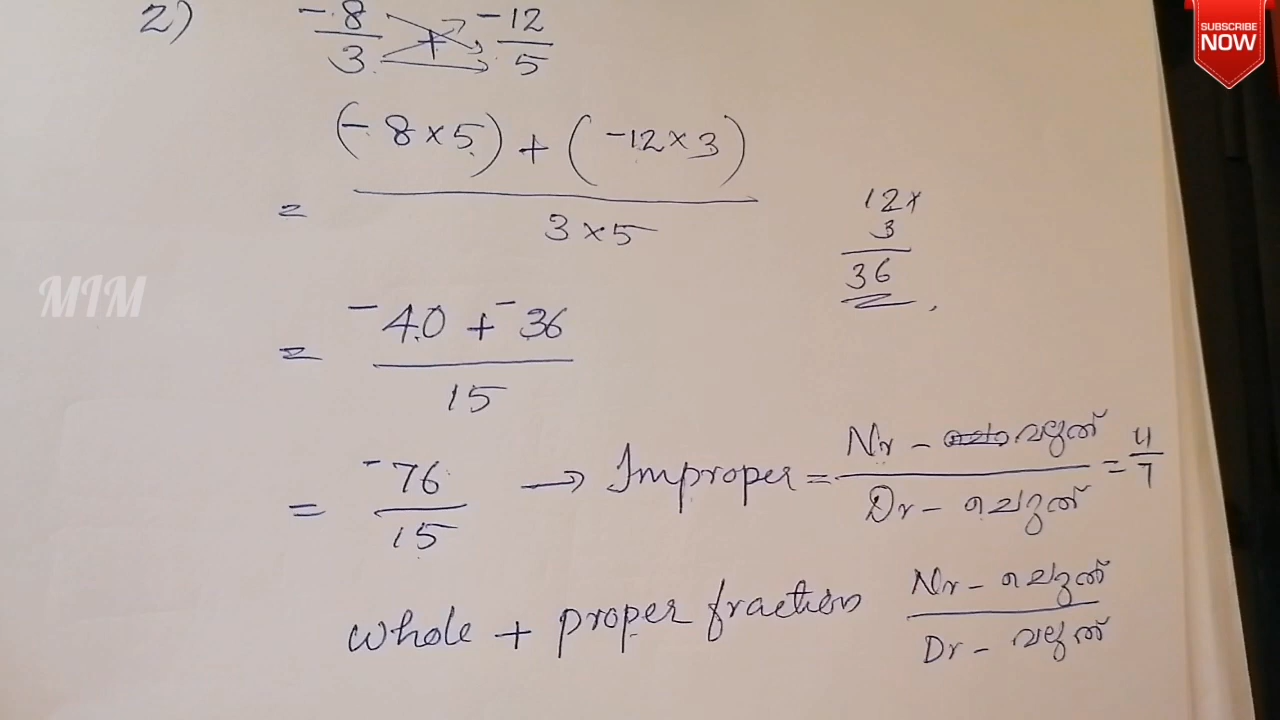 SUBSCRIBE
NOW
2) -8/3 + -12/5
= (-8×5) + (-12×3) / 3×5
12×
3
36
MIM
= -40 + -36 / 15
= -76/15 → Improper = Nr - വലുത് / Dr - ചെറുത് = 11/7
whole + proper fraction Nr - ചെറുത് / Dr - വലുത്